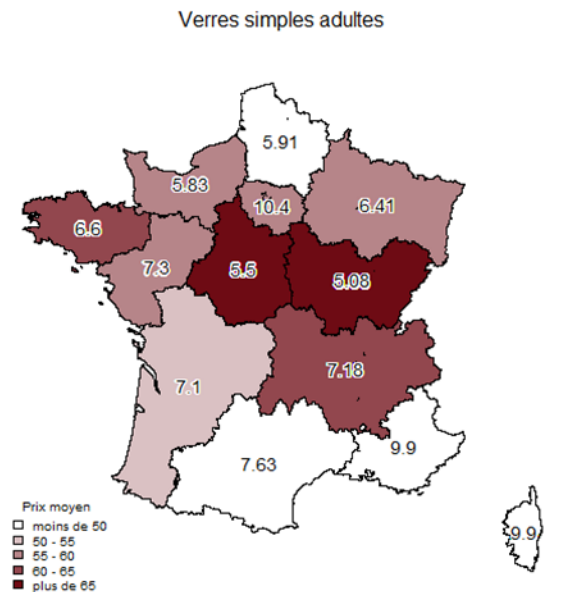 Verres simples adultes
5.91
5.83
10.4
6.41
6.6
7.3
5.5
5.08
7.1
7.18
7.63
9.9
9.9
Prix moyen
moins de 50
50 - 55
55 - 60
60 - 65
plus de 65